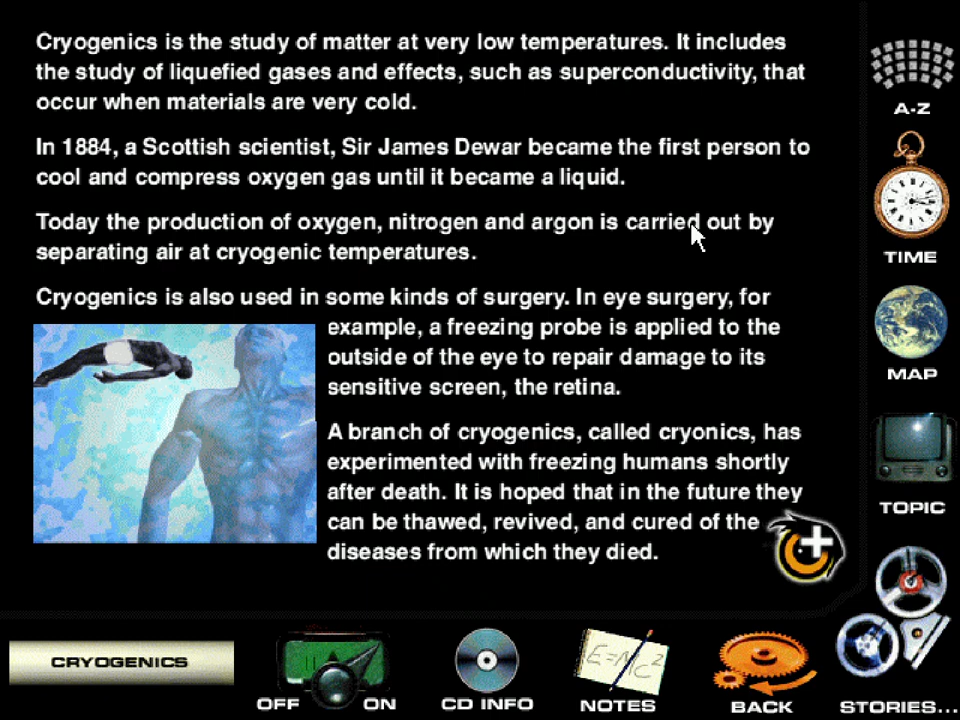 Cryogenics is the study of matter at very low temperatures. It includes
the study of liquefied gases and effects, such as superconductivity, that
occur when materials are very cold.
In 1884, a Scottish scientist, Sir James Dewar became the first person to
cool and compress oxygen gas until it became a liquid.
Today the production of oxygen, nitrogen and argon is carried out by
separating air at cryogenic temperatures.
Cryogenics is also used in some kinds of surgery. In eye surgery, for
example, a freezing probe is applied to the
outside of the eye to repair damage to its
sensitive screen, the retina.
A branch of cryogenics, called cryonics, has
experimented with freezing humans shortly
after death. It is hoped that in the future they
can be thawed, revived, and cured of the
diseases from which they died.
A-Z
TIME
MAP
TOPIC
STORIES...
CRYOGENICS
OFF
ON
CD INFO
E=MC²
NOTES
BACK